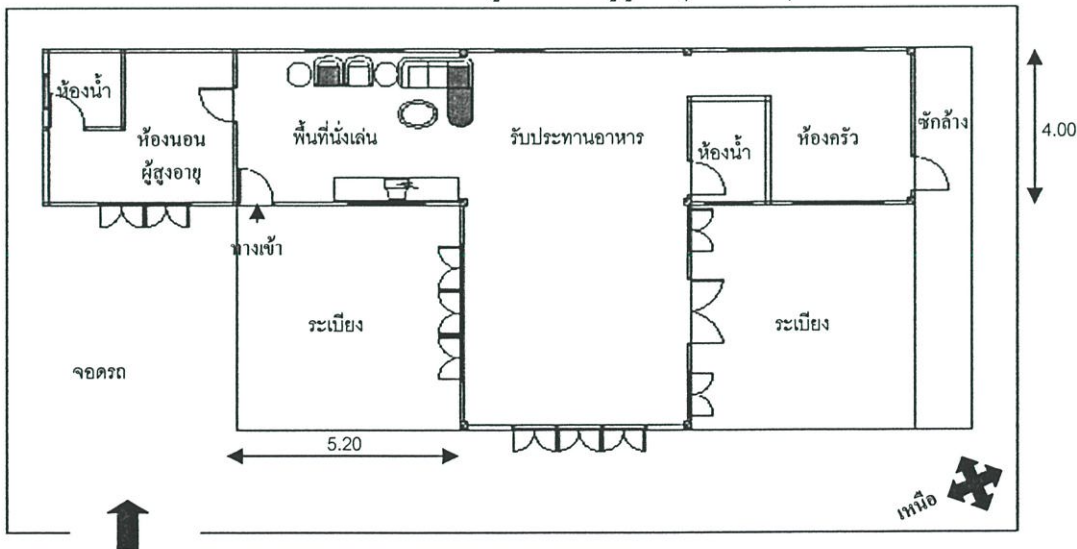 ห้องน้ำ
ห้องนอน
ผู้สูงอายุ
พื้นที่นั่งเล่น
รับประทานอาหาร
ห้องน้ำ
ห้องครัว
ซักล้าง
4.00
ทางเข้า
ระเบียง
ระเบียง
จอดรถ
5.20
เหนือ